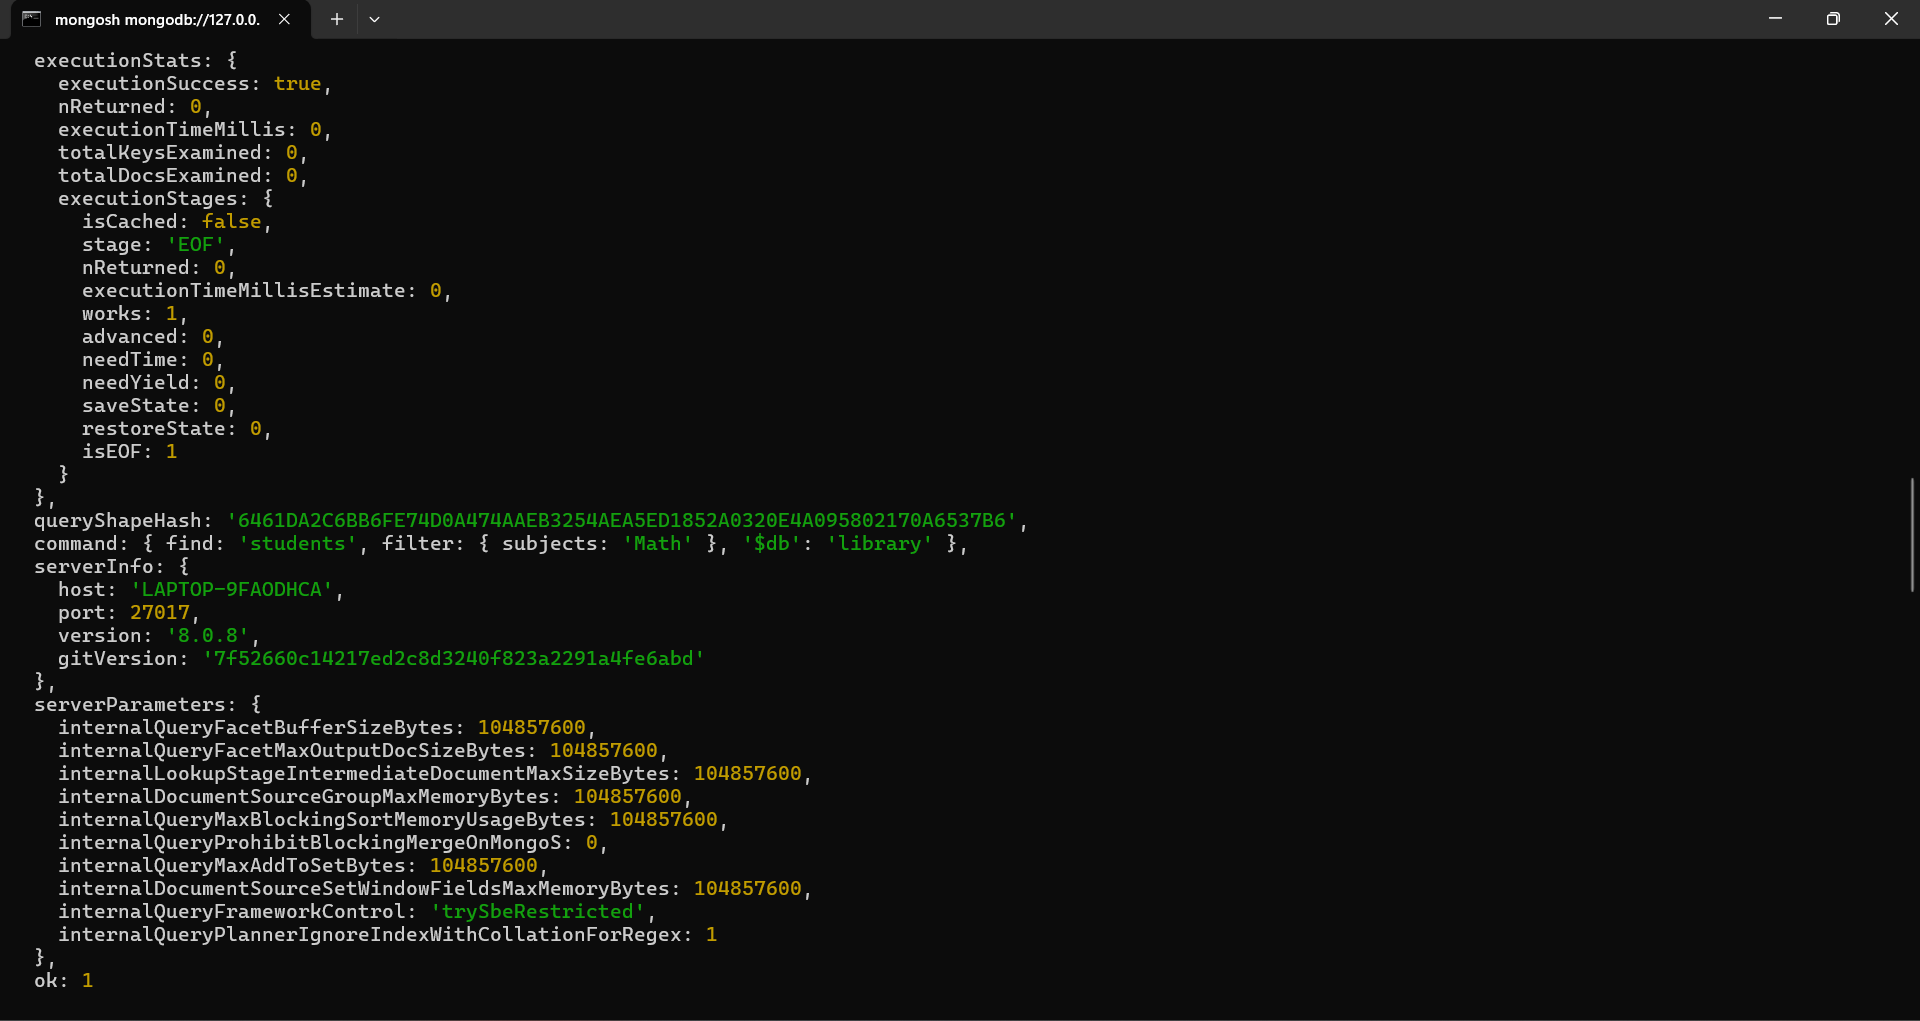 mongosh mongodb://127.0.0.
executionStats: {
executionSuccess: true,
nReturned: 0,
executionTimeMillis: 0,
totalKeysExamined: 0,
totalDocsExamined: 0,
executionStages: {
isCached: false,
stage: 'EOF',
nReturned: 0,
executionTimeMillisEstimate: 0,
works: 1,
advanced: 0,
needTime: 0,
needYield: 0,
saveState: 0,
restoreState: 0,
isEOF: 1
}
},
queryShapeHash: '6461DA2C6BB6FE74D0A474AAEB3254AEA5ED1852A0320E4A095802170A6537B6',
command: { find: 'students', filter: { subjects: 'Math' }, '$db': 'library' },
serverInfo: {
host: 'LAPTOP-9FAODHCA',
port: 27017,
version: '8.0.8',
gitVersion: '7f52660c14217ed2c8d3240f823a2291a4fe6abd'
},
serverParameters: {
internalQueryFacetBufferSizeBytes: 104857600,
internalQueryFacetMaxOutputDocSizeBytes: 104857600,
internalLookupStageIntermediateDocumentMaxSizeBytes: 104857600,
internalDocumentSourceGroupMaxMemoryBytes: 104857600,
internalQueryMaxBlockingSortMemoryUsageBytes: 104857600,
internalQueryProhibitBlockingMergeOnMongoS: 0,
internalQueryMaxAddToSetBytes: 104857600,
internalDocumentSourceSetWindowFieldsMaxMemoryBytes: 104857600,
internalQueryFrameworkControl: 'trySbeRestricted',
internalQueryPlannerIgnoreIndexWithCollationForRegex: 1
},
ok: 1